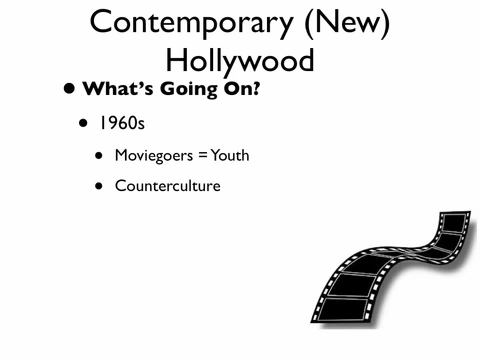 Contemporary (New)
Hollywood
• What's Going On?
• 1960s
• Moviegoers = Youth
• Counterculture